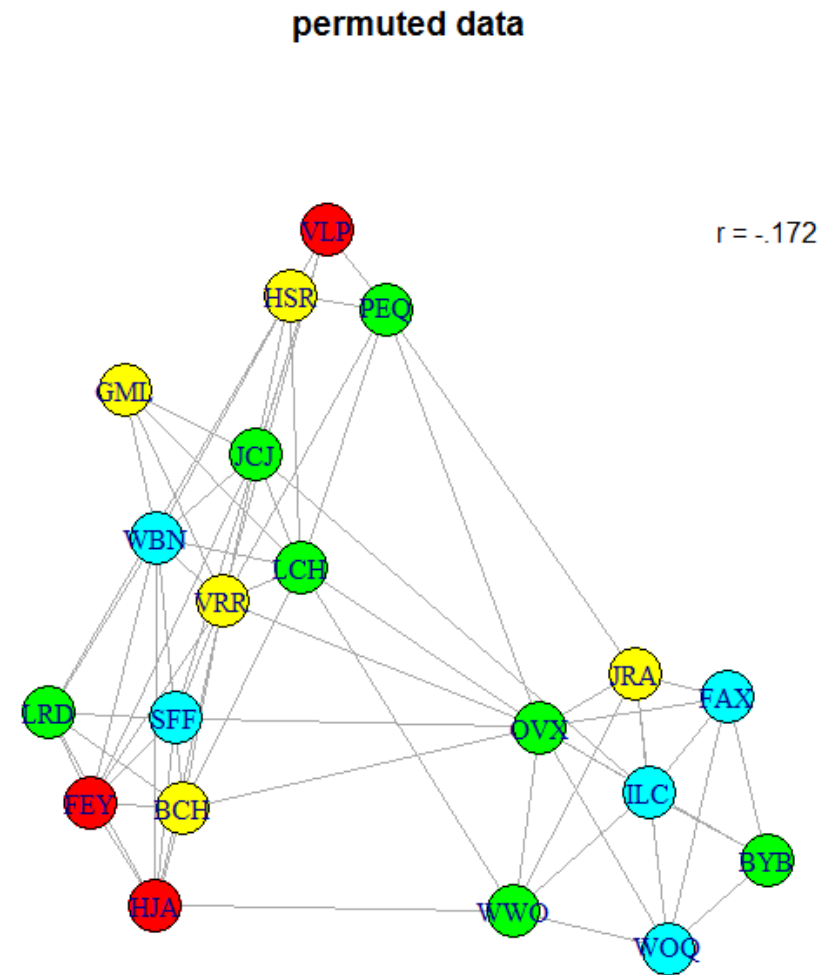 permuted data
VLP
r = -.172
HSR
PEQ
GML
JCJ
WBN
LCH
VRR
JRA
FAX
LRD
SFF
OVX
ILC
FEY
BCH
BYB
HJA
WWO
WOQ